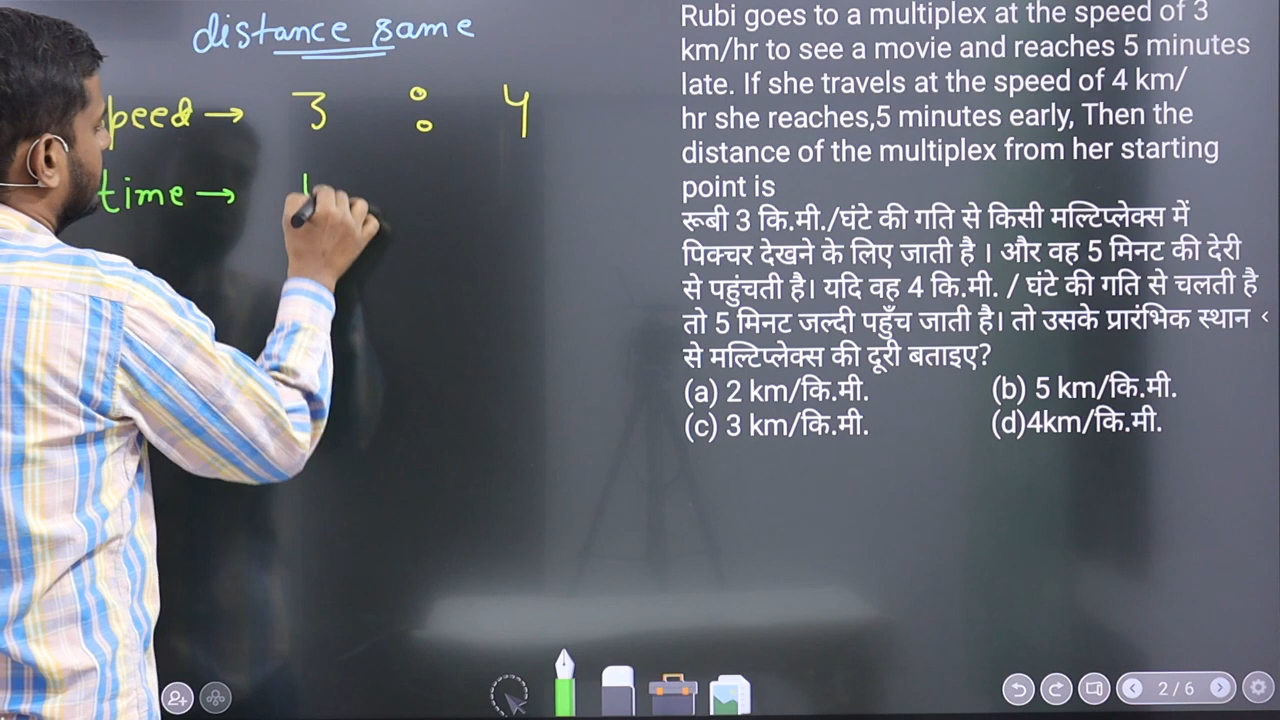 distance same
speed → 3 : 4
time →
Rubi goes to a multiplex at the speed of 3
km/hr to see a movie and reaches 5 minutes
late. If she travels at the speed of 4 km/
hr she reaches,5 minutes early, Then the
distance of the multiplex from her starting
point is
रूबी 3 कि.मी./घंटे की गति से किसी मल्टिप्लेक्स में
पिक्चर देखने के लिए जाती है । और वह 5 मिनट की देरी
से पहुंचती है। यदि वह 4 कि.मी. / घंटे की गति से चलती है
तो 5 मिनट जल्दी पहुँच जाती है। तो उसके प्रारंभिक स्थान
से मल्टिप्लेक्स की दूरी बताइए?
(a) 2 km/कि.मी. (b) 5 km/कि.मी.
(c) 3 km/कि.मी. (d)4km/कि.मी.
2/6